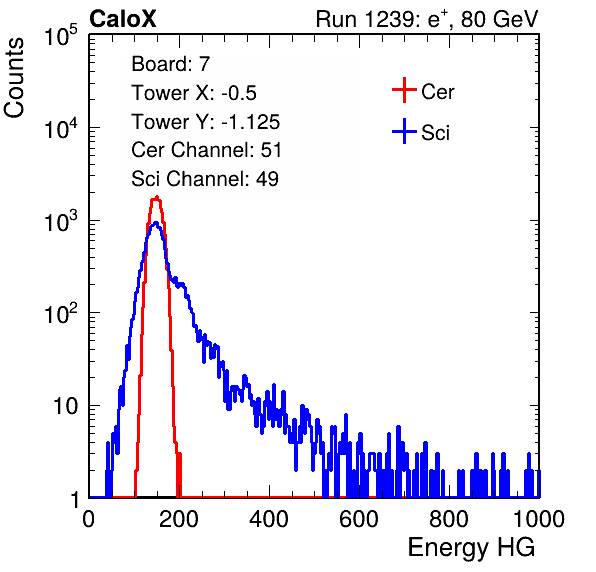 CaloX Run 1239: e⁺, 80 GeV
Counts
10⁵
10⁴
10³
10²
10
1
Board: 7
Tower X: -0.5
Tower Y: -1.125
Cer Channel: 51
Sci Channel: 49
Cer
Sci
0 200 400 600 800 1000
Energy HG